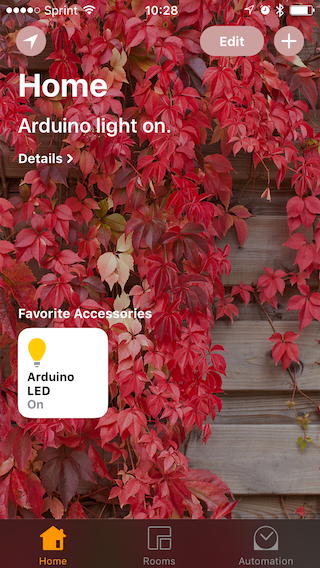 Sprint 10:28
Edit
Home
Arduino light on.
Details
Favorite Accessories
Arduino
LED
On
Home Rooms Automation